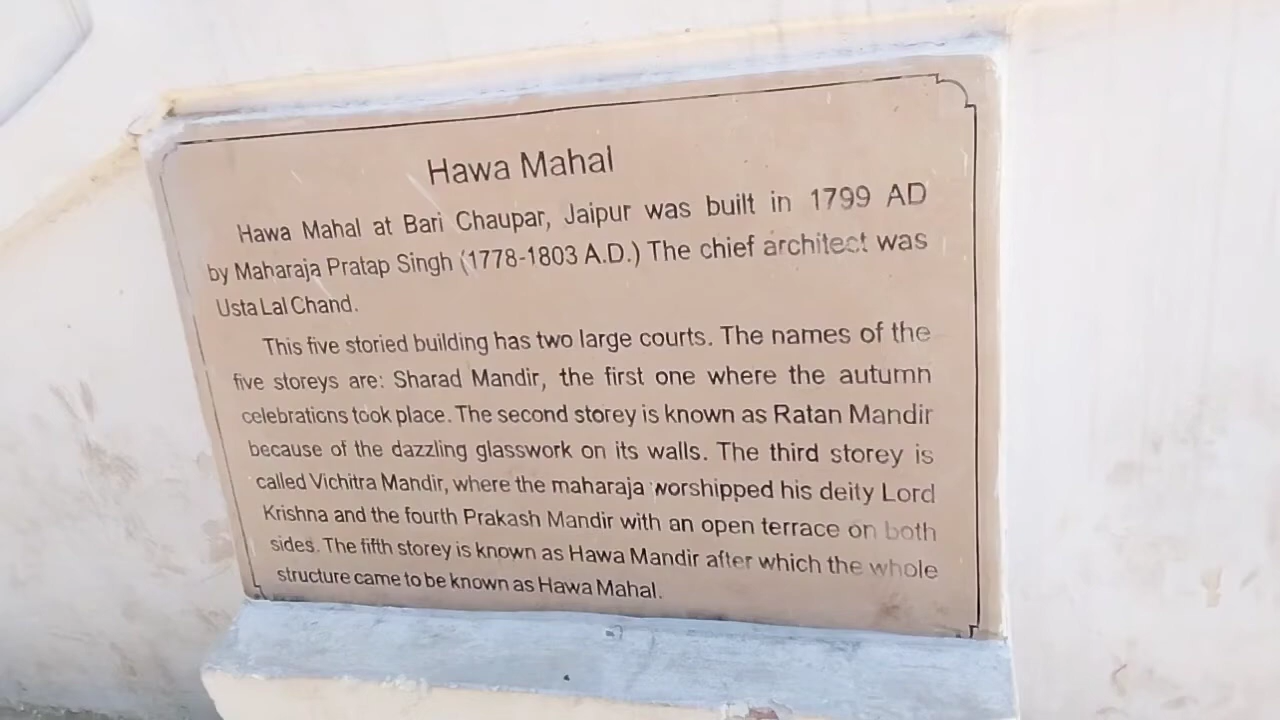 Hawa Mahal
Hawa Mahal at Bari Chaupar, Jaipur was built in 1799 AD
by Maharaja Pratap Singh (1778-1803 A.D.) The chief architect was
Usta Lal Chand.
This five storied building has two large courts. The names of the
five storeys are: Sharad Mandir, the first one where the autumn
celebrations took place. The second storey is known as Ratan Mandir
because of the dazzling glasswork on its walls. The third storey is
called Vichitra Mandir, where the maharaja worshipped his deity Lord
Krishna and the fourth Prakash Mandir with an open terrace on both
sides. The fifth storey is known as Hawa Mandir after which the whole
structure came to be known as Hawa Mahal.